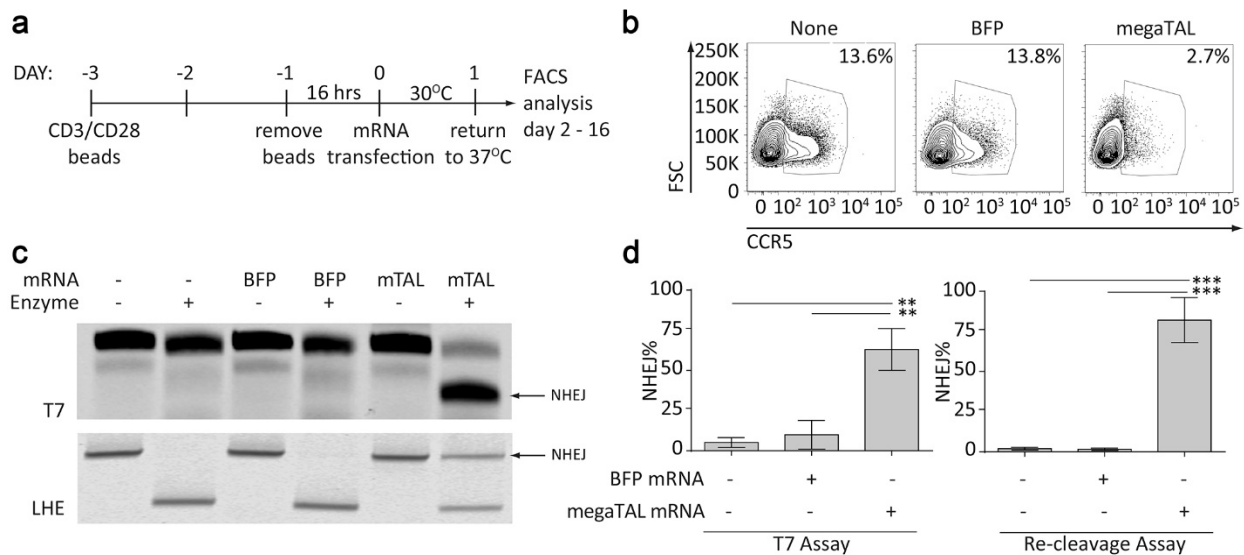 a
DAY: -3 -2 -1 0 1
16 hrs 30°C
CD3/CD28 beads
remove beads
mRNA transfection
return to 37°C
FACS analysis day 2 - 16
b
None BFP megaTAL
250K
200K
150K
100K
50K
0
FSC
13.6% 13.8% 2.7%
0 10² 10³ 10⁴ 10⁵ 0 10² 10³ 10⁴ 10⁵ 0 10² 10³ 10⁴ 10⁵
CCR5
c
mRNA - - BFP BFP mTAL mTAL
Enzyme - + - + - +
NHEJ
T7
NHEJ
LHE
d
NHEJ%
100
75
50
25
0
**
**
NHEJ%
100
75
50
25
0
***
***
BFP mRNA - + - - + -
megaTAL mRNA - - + - - +
T7 Assay Re-cleavage Assay